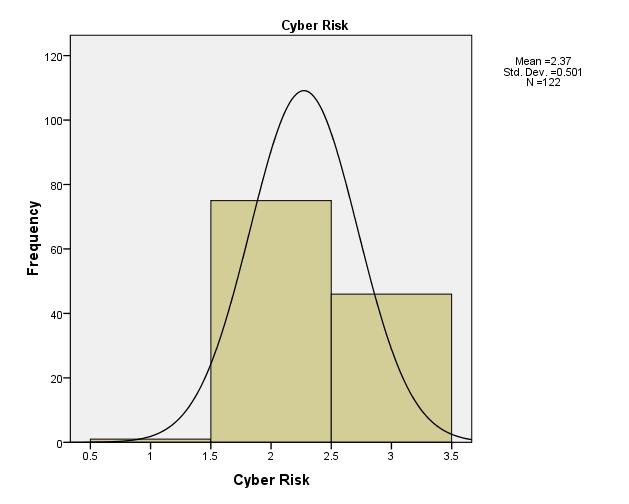 Cyber Risk
Mean =2.37
Std. Dev. =0.501
N =122
120
100
80
60
40
20
0
Frequency
0.5 1 1.5 2 2.5 3 3.5
Cyber Risk